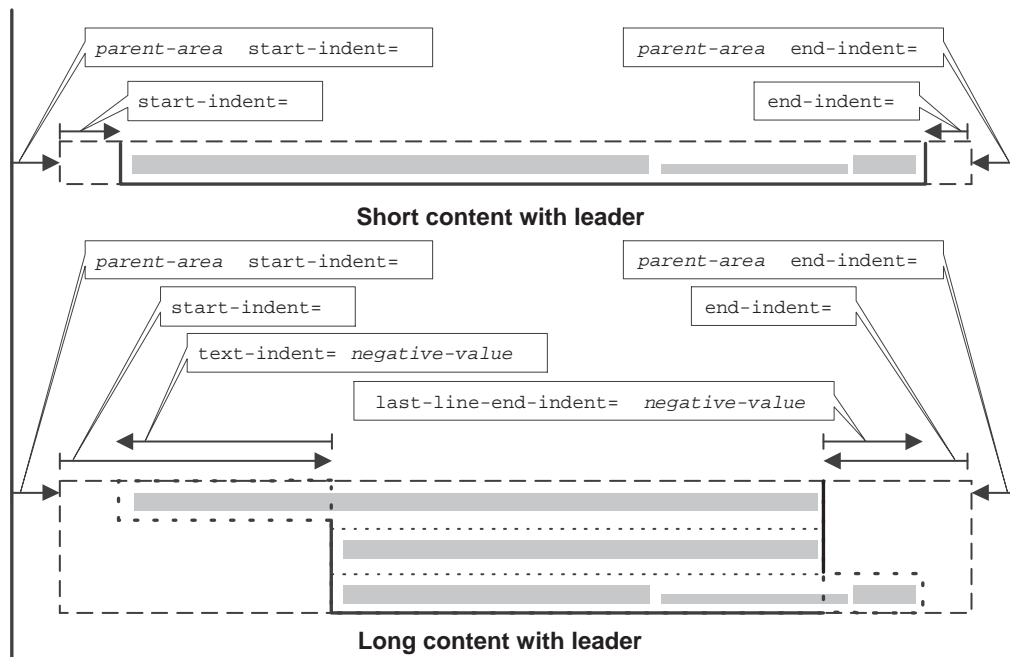 parent-area start-indent=
parent-area end-indent=
start-indent=
end-indent=
Short content with leader
parent-area start-indent=
parent-area end-indent=
start-indent=
end-indent=
text-indent= negative-value
last-line-end-indent= negative-value
Long content with leader